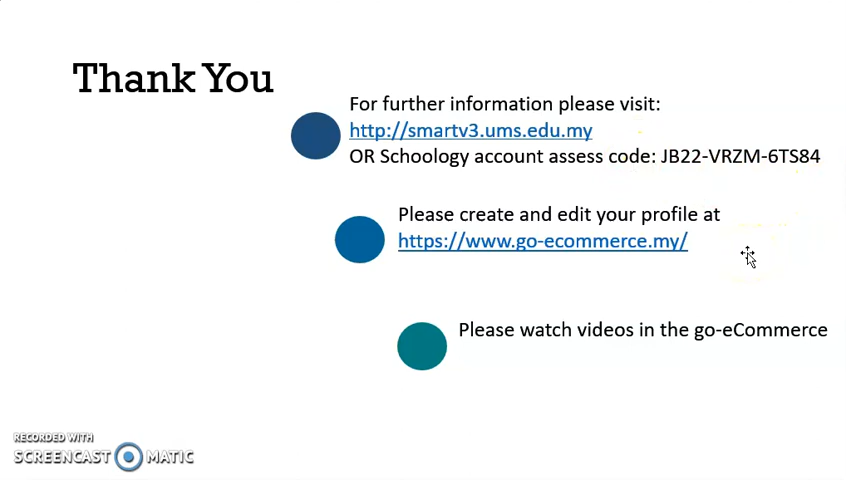 Thank You
For further information please visit:
http://smartv3.ums.edu.my
OR Schoology account assess code: JB22-VRZM-6TS84
Please create and edit your profile at
https://www.go-ecommerce.my/
Please watch videos in the go-eCommerce
RECORDED WITH
SCREENCAST MATIC